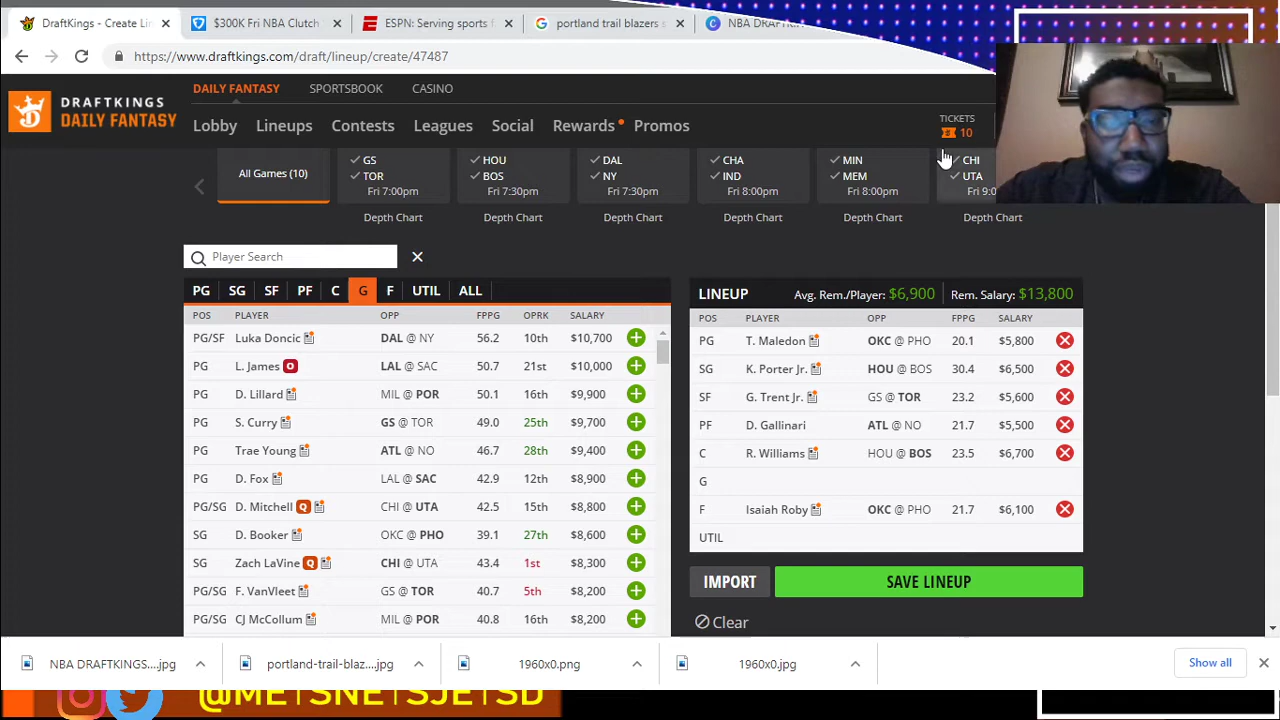 DraftKings - Create Lin
$300K Fri NBA Clutch
ESPN: Serving sports f
portland trail blazers s
NBA DRAFTKIN
https://www.draftkings.com/draft/lineup/create/47487
DAILY FANTASY SPORTSBOOK CASINO
DRAFTKINGS
DAILY FANTASY
Lobby Lineups Contests Leagues Social Rewards Promos
TICKETS
10
All Games (10)
GS
TOR
Fri 7:00pm
HOU
BOS
Fri 7:30pm
DAL
NY
Fri 7:30pm
CHA
IND
Fri 8:00pm
MIN
MEM
Fri 8:00pm
CHI
UTA
Fri 9:0
Depth Chart Depth Chart Depth Chart Depth Chart Depth Chart Depth Chart
Player Search
PG SG SF PF C G F UTIL ALL
POS PLAYER OPP FPPG OPRK SALARY
PG/SF Luka Doncic DAL @ NY 56.2 10th $10,700
PG L. James O LAL @ SAC 50.7 21st $10,000
PG D. Lillard MIL @ POR 50.1 16th $9,900
PG S. Curry GS @ TOR 49.0 25th $9,700
PG Trae Young ATL @ NO 46.7 28th $9,400
PG D. Fox LAL @ SAC 42.9 12th $8,900
PG/SG D. Mitchell Q CHI @ UTA 42.5 15th $8,800
SG D. Booker OKC @ PHO 39.1 27th $8,600
SG Zach LaVine Q CHI @ UTA 43.4 1st $8,300
PG/SG F. VanVleet GS @ TOR 40.7 5th $8,200
PG/SG CJ McCollum MIL @ POR 40.8 16th $8,200
LINEUP Avg. Rem./Player: $6,900 Rem. Salary: $13,800
POS PLAYER OPP FPPG SALARY
PG T. Maledon OKC @ PHO 20.1 $5,800
SG K. Porter Jr. HOU @ BOS 30.4 $6,500
SF G. Trent Jr. GS @ TOR 23.2 $5,600
PF D. Gallinari ATL @ NO 21.7 $5,500
C R. Williams HOU @ BOS 23.5 $6,700
G
F Isaiah Roby OKC @ PHO 21.7 $6,100
UTIL
IMPORT SAVE LINEUP
Clear
NBA DRAFTKINGS....jpg
portland-trail-blaz....jpg
1960x0.png
1960x0.jpg
Show all
@METSNETSJETSD